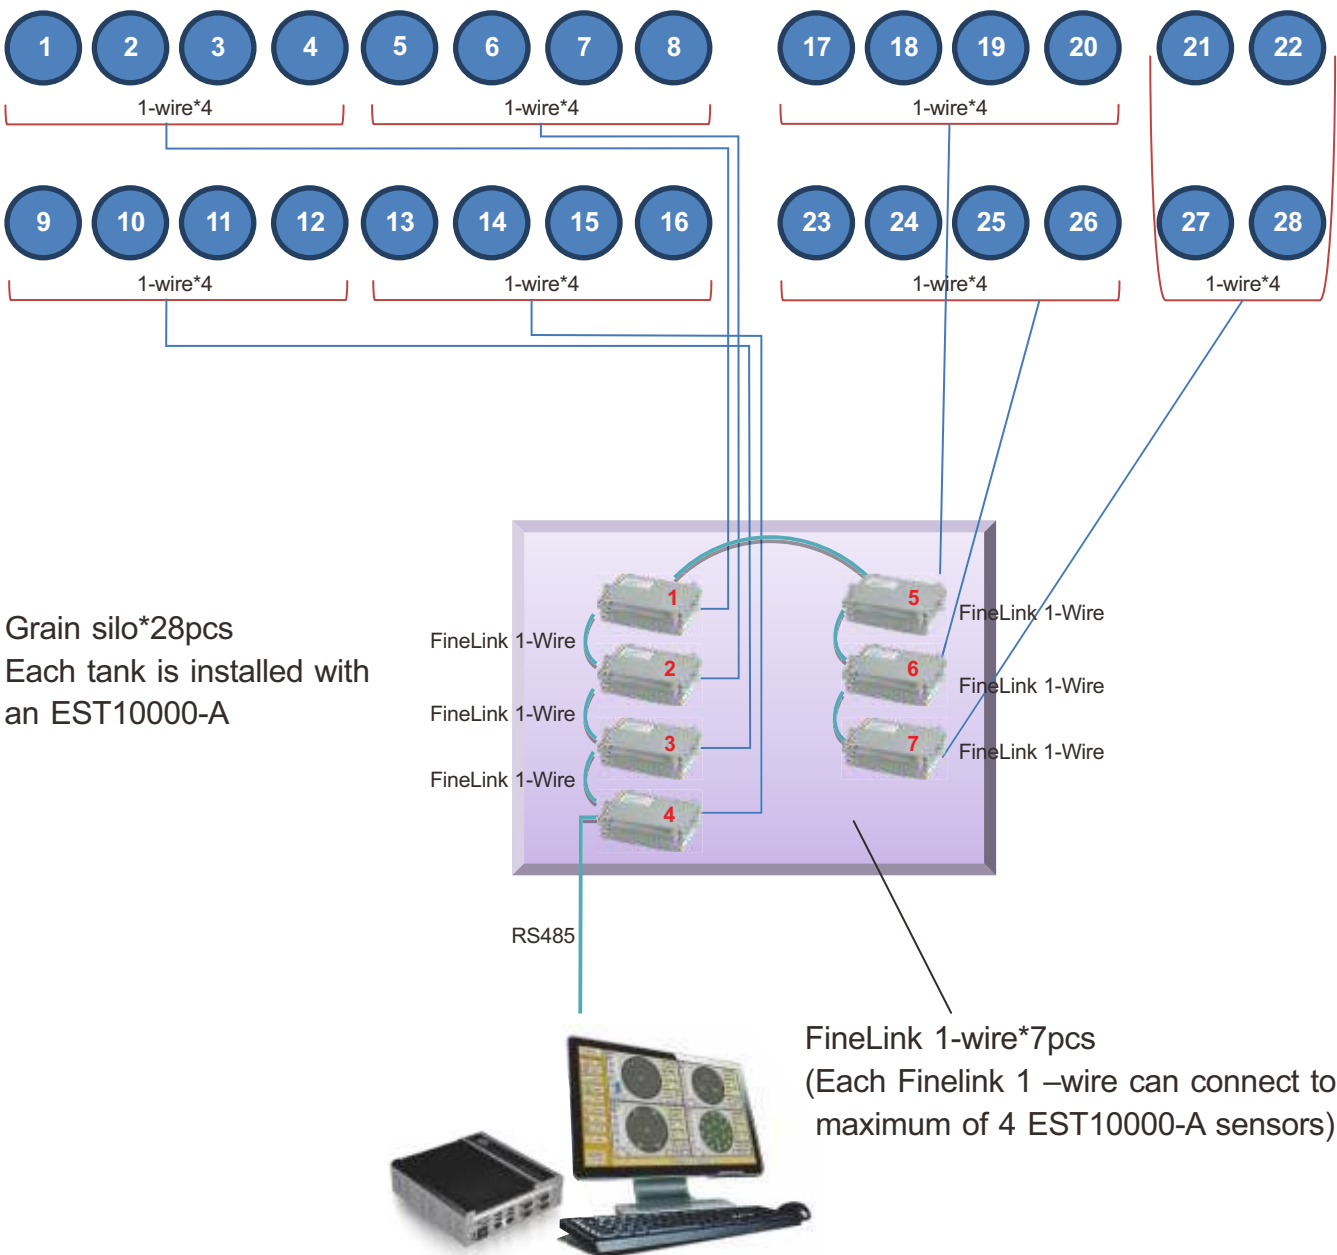 1 2 3 4 5 6 7 8 17 18 19 20 21 22
1-wire*4 1-wire*4 1-wire*4
9 10 11 12 13 14 15 16 23 24 25 26 27 28
1-wire*4 1-wire*4 1-wire*4 1-wire*4
1 5
FineLink 1-Wire
FineLink 1-Wire
2 6
FineLink 1-Wire
FineLink 1-Wire
3 7
FineLink 1-Wire
FineLink 1-Wire
4
Grain silo*28pcs
Each tank is installed with
an EST10000-A
RS485
FineLink 1-wire*7pcs
(Each Finelink 1 –wire can connect to
maximum of 4 EST10000-A sensors)